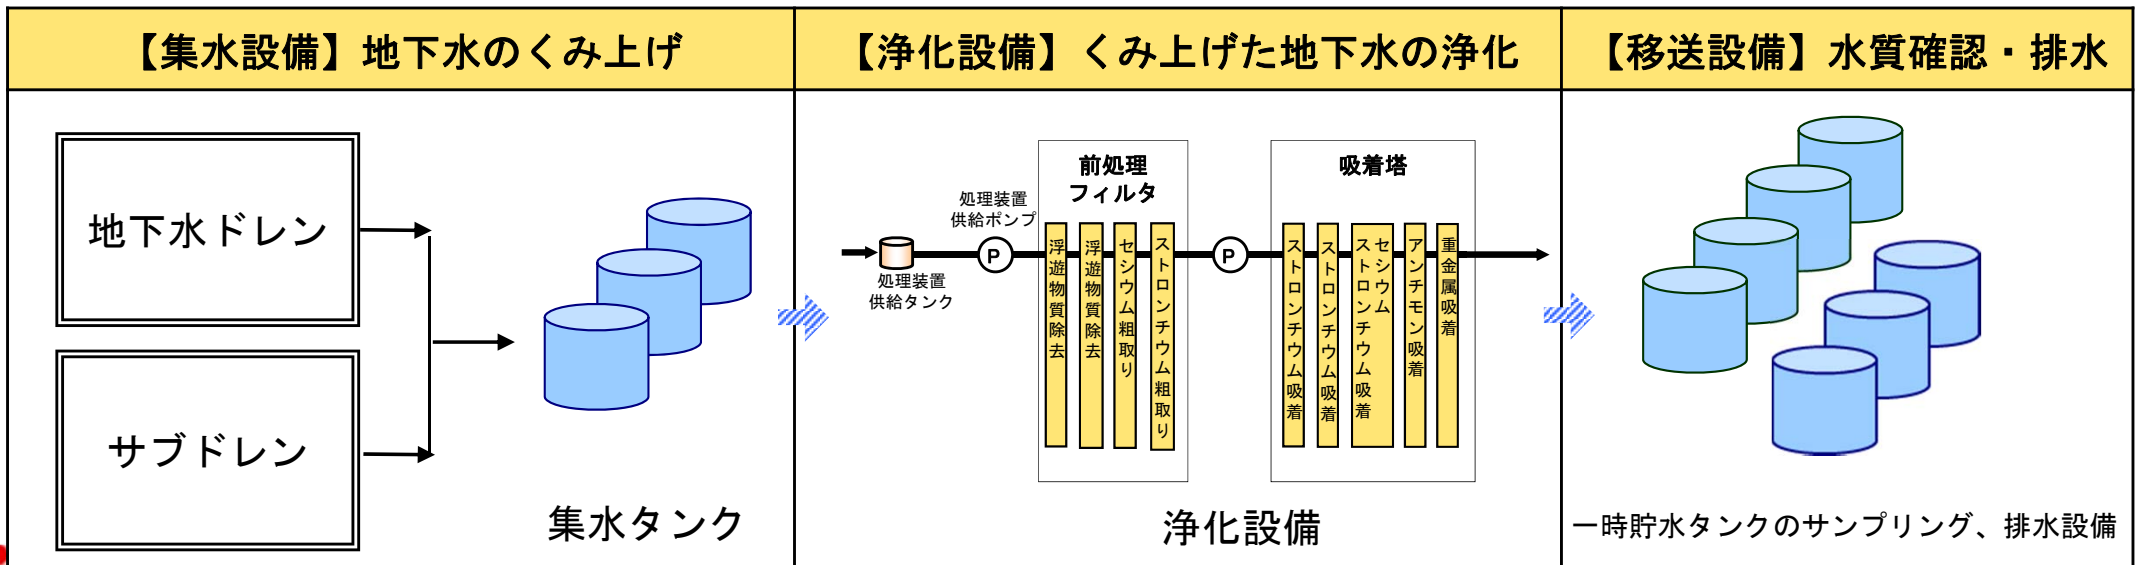 【集水設備】地下水のくみ上げ
地下水ドレン
サブドレン
集水タンク
【浄化設備】くみ上げた地下水の浄化
処理装置
供給タンク
処理装置
供給ポンプ
P
前処理
フィルタ
浮遊物質除去
浮遊物質除去
セシウム粗取り
ストロンチウム粗取り
P
吸着塔
ストロンチウム吸着
ストロンチウム吸着
セシウム
ストロンチウム吸着
アンチモン吸着
重金属吸着
浄化設備
【移送設備】水質確認・排水
一時貯水タンクのサンプリング、排水設備